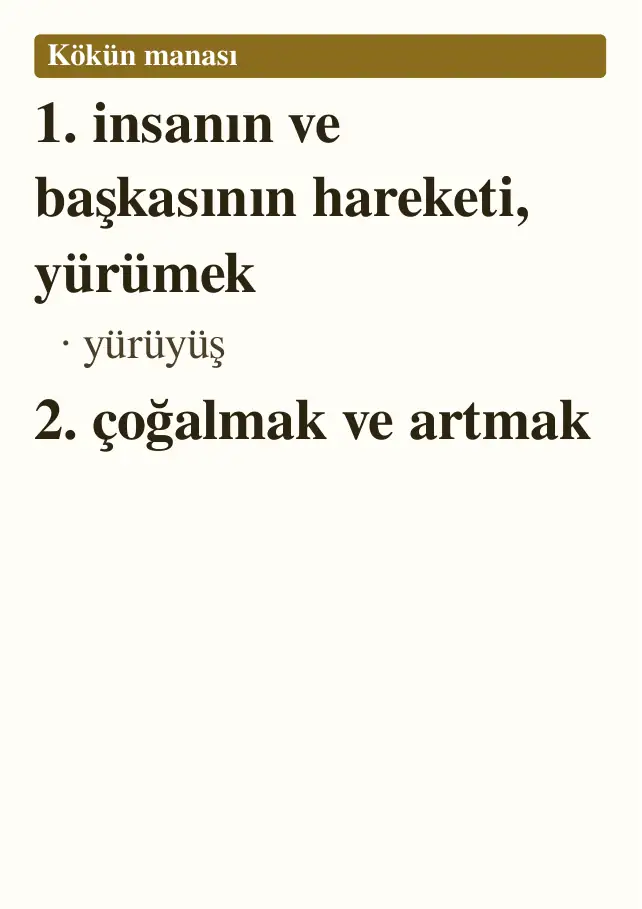 Kökün manası
1. insanın ve
başkasının hareketi,
yürümek
· yürüyüş
2. çoğalmak ve artmak